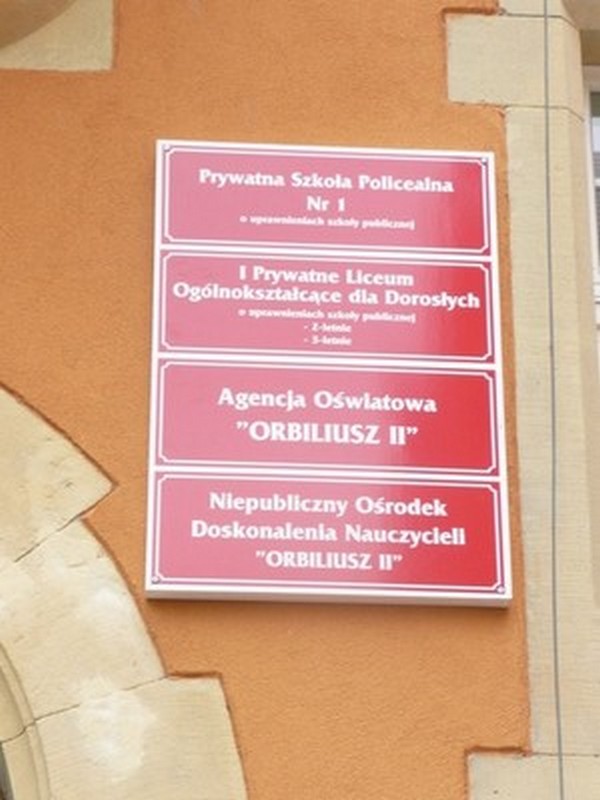 Prywatna Szkoła Policealna
Nr 1
o uprawnieniach szkoły publicznej
I Prywatne Liceum
Ogólnokształcące dla Dorosłych
o uprawnieniach szkoły publicznej
- 2-letnie
- 3-letnie
Agencja Oświatowa
"ORBILIUSZ II"
Niepubliczny Ośrodek
Doskonalenia Nauczycieli
"ORBILIUSZ II"